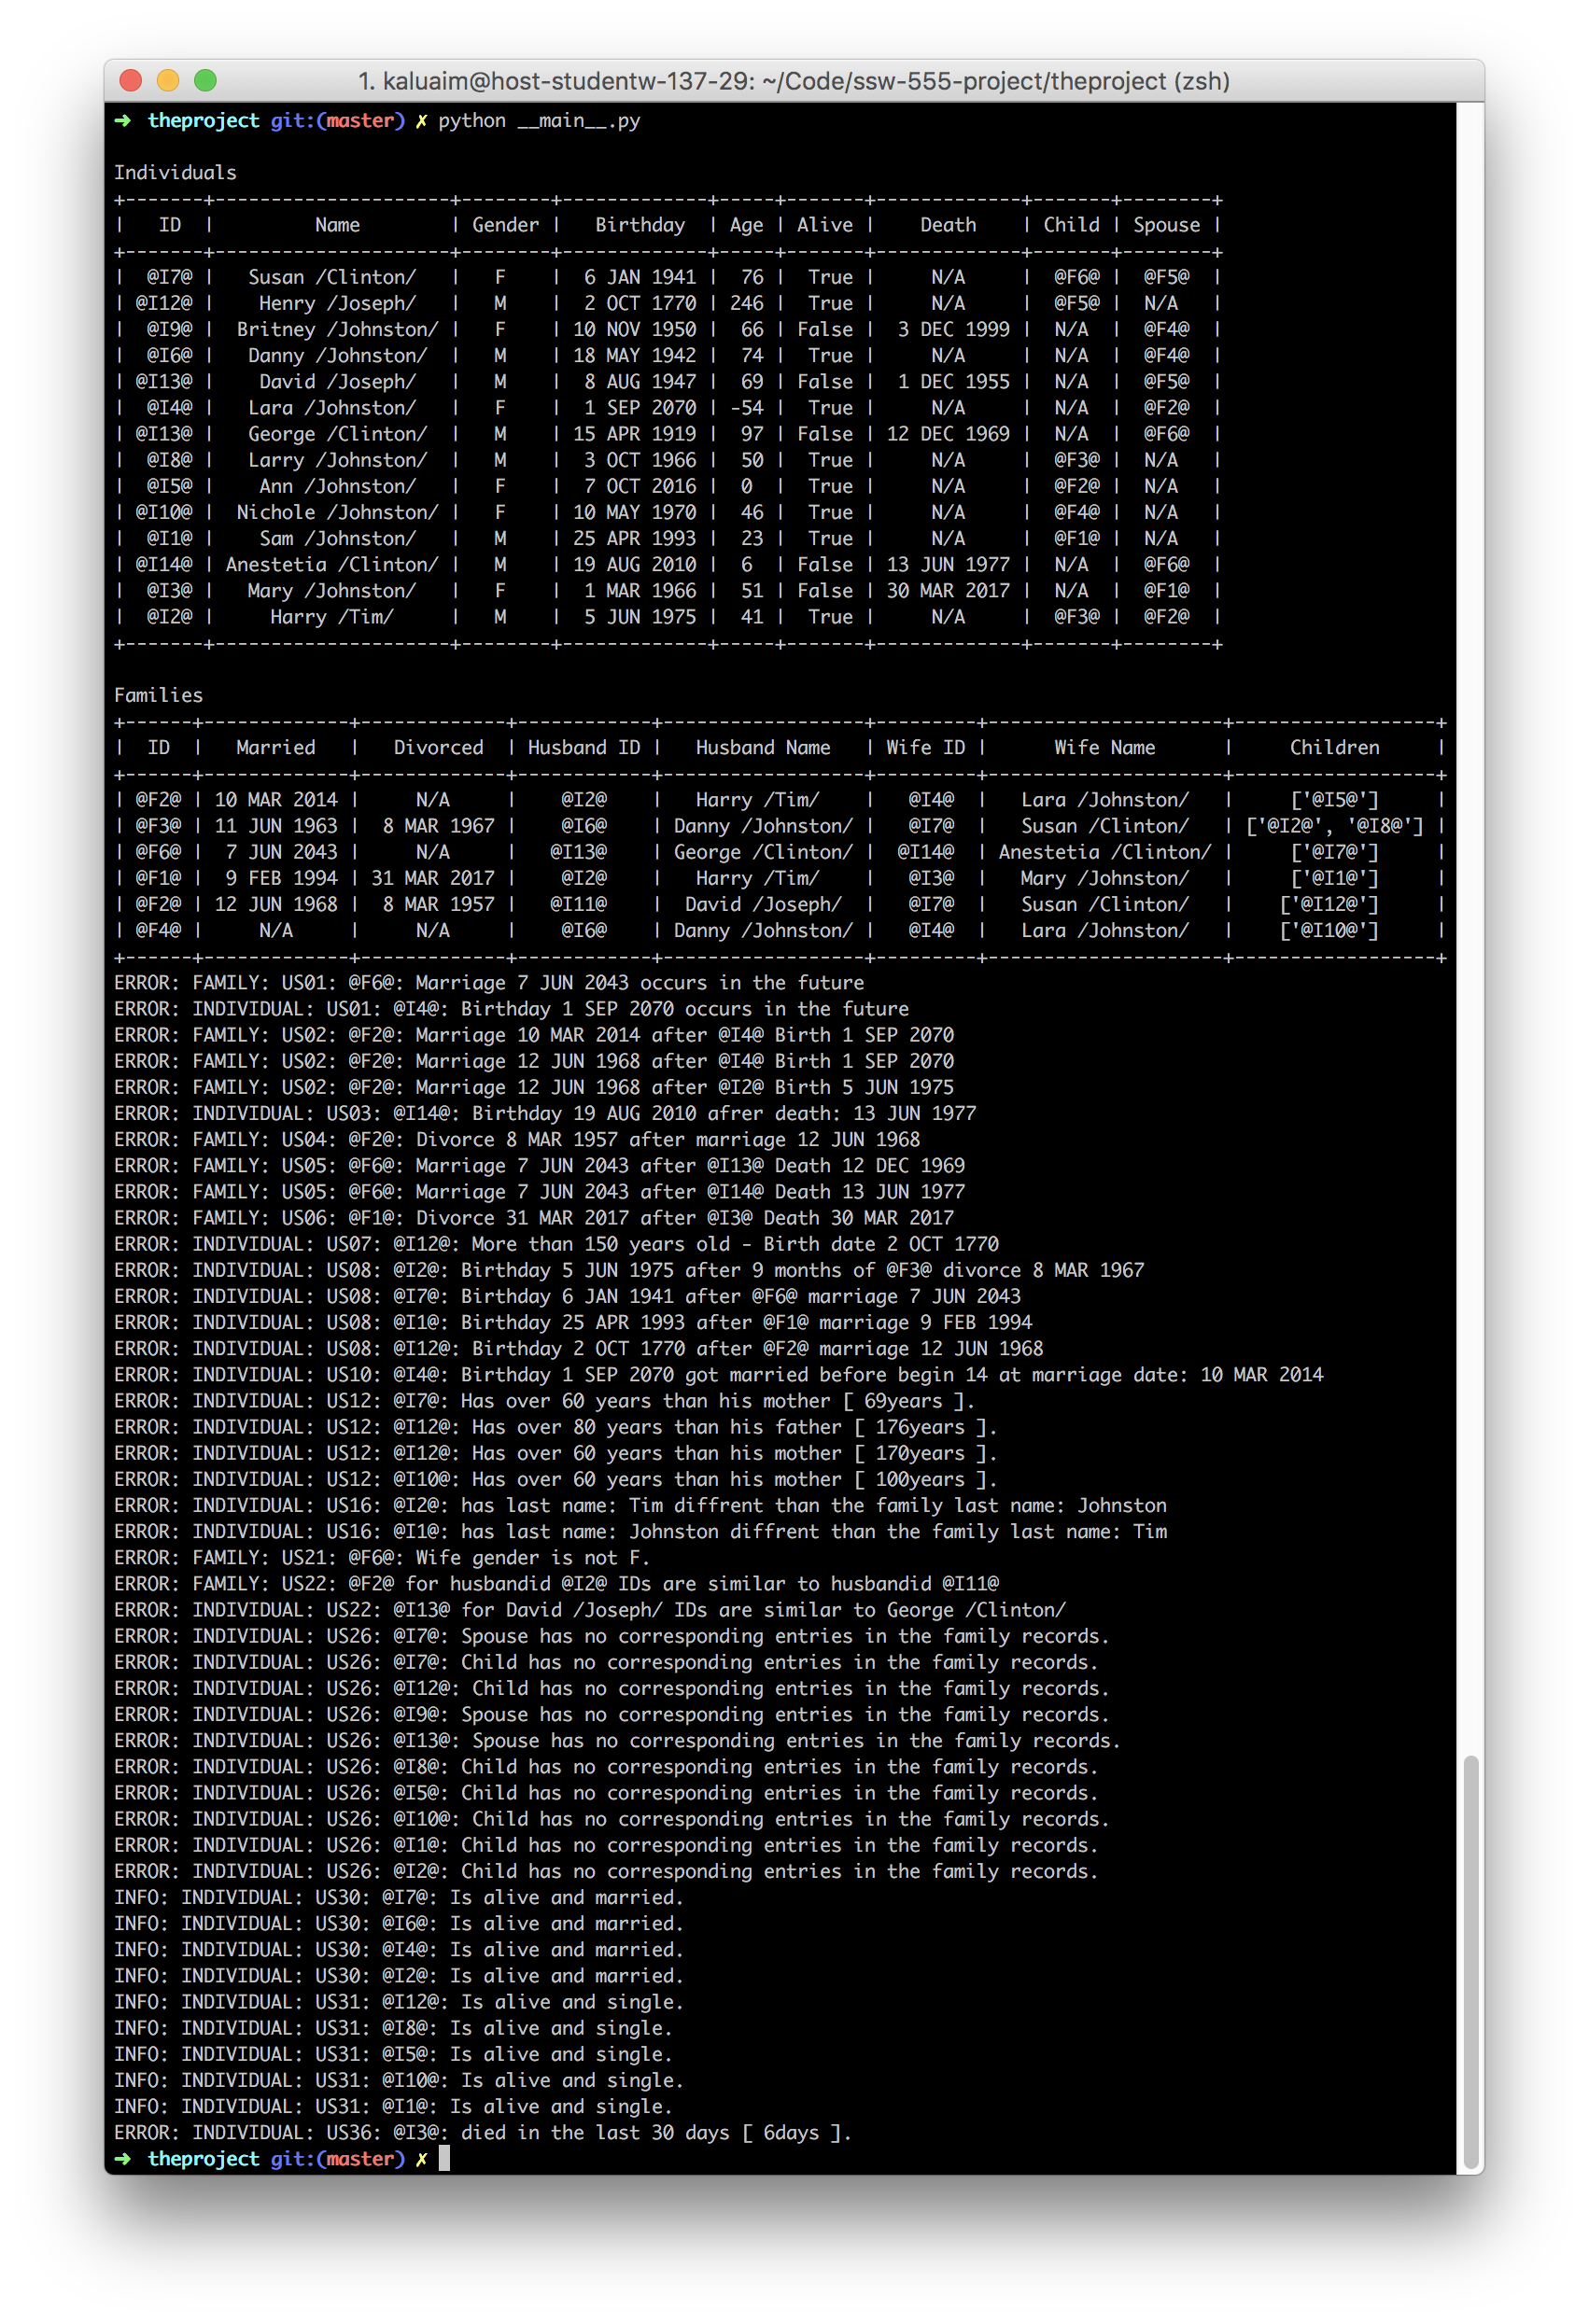 1. kaluaim@host-studentw-137-29: ~/Code/ssw-555-project/theproject (zsh)
➜  theproject git:(master) ✗ python __main__.py
Individuals
+-------+---------------------+--------+-------------+-----+-------+-------------+-------+--------+
|   ID  |         Name        | Gender |   Birthday  | Age | Alive |    Death    | Child | Spouse |
+-------+---------------------+--------+-------------+-----+-------+-------------+-------+--------+
|  @I7@ |   Susan /Clinton/   |   F    |  6 JAN 1941 |  76 |  True |     N/A     |  @F6@ |  @F5@  |
| @I12@ |    Henry /Joseph/   |   M    |  2 OCT 1770 | 246 |  True |     N/A     |  @F5@ |  N/A   |
|  @I9@ |  Britney /Johnston/ |   F    | 10 NOV 1950 |  66 | False |  3 DEC 1999 |  N/A  |  @F4@  |
|  @I6@ |   Danny /Johnston/  |   M    | 18 MAY 1942 |  74 |  True |     N/A     |  N/A  |  @F4@  |
| @I13@ |    David /Joseph/   |   M    |  8 AUG 1947 |  69 | False |  1 DEC 1955 |  N/A  |  @F5@  |
|  @I4@ |   Lara /Johnston/   |   F    |  1 SEP 2070 | -54 |  True |     N/A     |  N/A  |  @F2@  |
| @I13@ |   George /Clinton/  |   M    | 15 APR 1919 |  97 | False | 12 DEC 1969 |  N/A  |  @F6@  |
|  @I8@ |   Larry /Johnston/  |   M    |  3 OCT 1966 |  50 |  True |     N/A     |  @F3@ |  N/A   |
|  @I5@ |    Ann /Johnston/   |   F    |  7 OCT 2016 |  0  |  True |     N/A     |  @F2@ |  N/A   |
| @I10@ |  Nichole /Johnston/ |   F    | 10 MAY 1970 |  46 |  True |     N/A     |  @F4@ |  N/A   |
|  @I1@ |    Sam /Johnston/   |   M    | 25 APR 1993 |  23 |  True |     N/A     |  @F1@ |  N/A   |
| @I14@ | Anestetia /Clinton/ |   M    | 19 AUG 2010 |  6  | False | 13 JUN 1977 |  N/A  |  @F6@  |
|  @I3@ |   Mary /Johnston/   |   F    |  1 MAR 1966 |  51 | False | 30 MAR 2017 |  N/A  |  @F1@  |
|  @I2@ |     Harry /Tim/     |   M    |  5 JUN 1975 |  41 |  True |     N/A     |  @F3@ |  @F2@  |
+-------+---------------------+--------+-------------+-----+-------+-------------+-------+--------+
Families
+------+-------------+-------------+------------+------------------+---------+---------------------+------------------+
|  ID  |   Married   |   Divorced  | Husband ID |   Husband Name   | Wife ID |      Wife Name      |     Children     |
+------+-------------+-------------+------------+------------------+---------+---------------------+------------------+
| @F2@ | 10 MAR 2014 |     N/A     |    @I2@    |   Harry /Tim/    |   @I4@  |   Lara /Johnston/   |     ['@I5@']     |
| @F3@ | 11 JUN 1963 |  8 MAR 1967 |    @I6@    | Danny /Johnston/ |   @I7@  |   Susan /Clinton/   | ['@I2@', '@I8@'] |
| @F6@ |  7 JUN 2043 |     N/A     |   @I13@    | George /Clinton/ |  @I14@  | Anestetia /Clinton/ |     ['@I7@']     |
| @F1@ |  9 FEB 1994 | 31 MAR 2017 |    @I2@    |   Harry /Tim/    |   @I3@  |   Mary /Johnston/   |     ['@I1@']     |
| @F2@ | 12 JUN 1968 |  8 MAR 1957 |   @I11@    |  David /Joseph/  |   @I7@  |   Susan /Clinton/   |    ['@I12@']     |
| @F4@ |     N/A     |     N/A     |    @I6@    | Danny /Johnston/ |   @I4@  |   Lara /Johnston/   |    ['@I10@']     |
+------+-------------+-------------+------------+------------------+---------+---------------------+------------------+
ERROR: FAMILY: US01: @F6@: Marriage 7 JUN 2043 occurs in the future
ERROR: INDIVIDUAL: US01: @I4@: Birthday 1 SEP 2070 occurs in the future
ERROR: FAMILY: US02: @F2@: Marriage 10 MAR 2014 after @I4@ Birth 1 SEP 2070
ERROR: FAMILY: US02: @F2@: Marriage 12 JUN 1968 after @I4@ Birth 1 SEP 2070
ERROR: FAMILY: US02: @F2@: Marriage 12 JUN 1968 after @I2@ Birth 5 JUN 1975
ERROR: INDIVIDUAL: US03: @I14@: Birthday 19 AUG 2010 afrer death: 13 JUN 1977
ERROR: FAMILY: US04: @F2@: Divorce 8 MAR 1957 after marriage 12 JUN 1968
ERROR: FAMILY: US05: @F6@: Marriage 7 JUN 2043 after @I13@ Death 12 DEC 1969
ERROR: FAMILY: US05: @F6@: Marriage 7 JUN 2043 after @I14@ Death 13 JUN 1977
ERROR: FAMILY: US06: @F1@: Divorce 31 MAR 2017 after @I3@ Death 30 MAR 2017
ERROR: INDIVIDUAL: US07: @I12@: More than 150 years old - Birth date 2 OCT 1770
ERROR: INDIVIDUAL: US08: @I2@: Birthday 5 JUN 1975 after 9 months of @F3@ divorce 8 MAR 1967
ERROR: INDIVIDUAL: US08: @I7@: Birthday 6 JAN 1941 after @F6@ marriage 7 JUN 2043
ERROR: INDIVIDUAL: US08: @I1@: Birthday 25 APR 1993 after @F1@ marriage 9 FEB 1994
ERROR: INDIVIDUAL: US08: @I12@: Birthday 2 OCT 1770 after @F2@ marriage 12 JUN 1968
ERROR: INDIVIDUAL: US10: @I4@: Birthday 1 SEP 2070 got married before begin 14 at marriage date: 10 MAR 2014
ERROR: INDIVIDUAL: US12: @I7@: Has over 60 years than his mother [ 69years ].
ERROR: INDIVIDUAL: US12: @I12@: Has over 80 years than his father [ 176years ].
ERROR: INDIVIDUAL: US12: @I12@: Has over 60 years than his mother [ 170years ].
ERROR: INDIVIDUAL: US12: @I10@: Has over 60 years than his mother [ 100years ].
ERROR: INDIVIDUAL: US16: @I2@: has last name: Tim diffrent than the family last name: Johnston
ERROR: INDIVIDUAL: US16: @I1@: has last name: Johnston diffrent than the family last name: Tim
ERROR: FAMILY: US21: @F6@: Wife gender is not F.
ERROR: FAMILY: US22: @F2@ for husbandid @I2@ IDs are similar to husbandid @I11@
ERROR: INDIVIDUAL: US22: @I13@ for David /Joseph/ IDs are similar to George /Clinton/
ERROR: INDIVIDUAL: US26: @I7@: Spouse has no corresponding entries in the family records.
ERROR: INDIVIDUAL: US26: @I7@: Child has no corresponding entries in the family records.
ERROR: INDIVIDUAL: US26: @I12@: Child has no corresponding entries in the family records.
ERROR: INDIVIDUAL: US26: @I9@: Spouse has no corresponding entries in the family records.
ERROR: INDIVIDUAL: US26: @I13@: Spouse has no corresponding entries in the family records.
ERROR: INDIVIDUAL: US26: @I8@: Child has no corresponding entries in the family records.
ERROR: INDIVIDUAL: US26: @I5@: Child has no corresponding entries in the family records.
ERROR: INDIVIDUAL: US26: @I10@: Child has no corresponding entries in the family records.
ERROR: INDIVIDUAL: US26: @I1@: Child has no corresponding entries in the family records.
ERROR: INDIVIDUAL: US26: @I2@: Child has no corresponding entries in the family records.
INFO: INDIVIDUAL: US30: @I7@: Is alive and married.
INFO: INDIVIDUAL: US30: @I6@: Is alive and married.
INFO: INDIVIDUAL: US30: @I4@: Is alive and married.
INFO: INDIVIDUAL: US30: @I2@: Is alive and married.
INFO: INDIVIDUAL: US31: @I12@: Is alive and single.
INFO: INDIVIDUAL: US31: @I8@: Is alive and single.
INFO: INDIVIDUAL: US31: @I5@: Is alive and single.
INFO: INDIVIDUAL: US31: @I10@: Is alive and single.
INFO: INDIVIDUAL: US31: @I1@: Is alive and single.
ERROR: INDIVIDUAL: US36: @I3@: died in the last 30 days [ 6days ].
➜  theproject git:(master) ✗